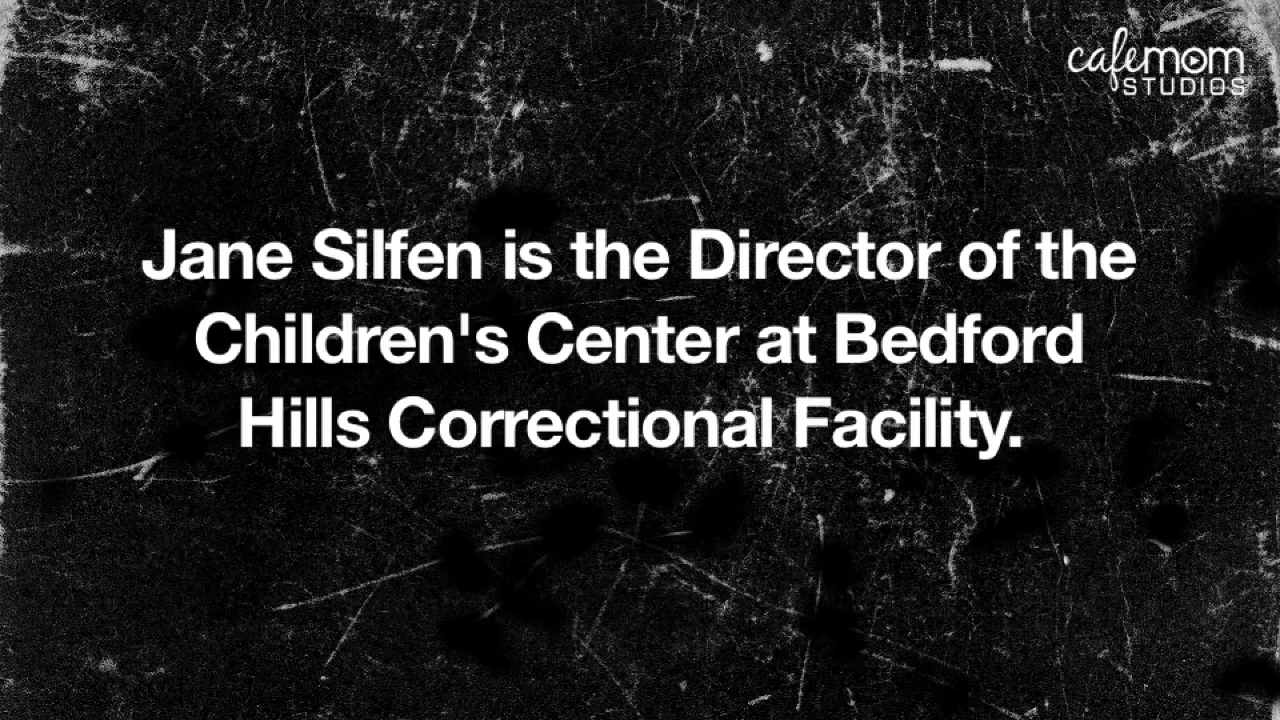 cafemom
STUDIOS
Jane Silfen is the Director of the
Children's Center at Bedford
Hills Correctional Facility.